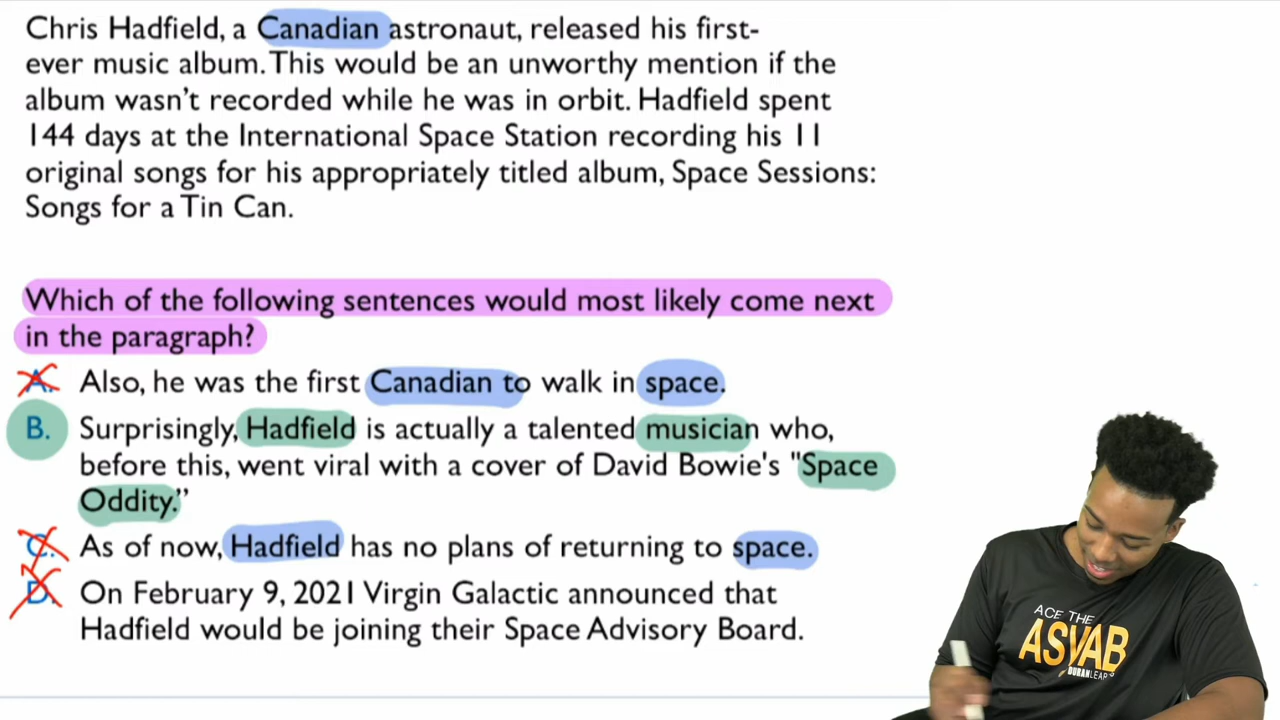 Chris Hadfield, a Canadian astronaut, released his first-
ever music album. This would be an unworthy mention if the
album wasn't recorded while he was in orbit. Hadfield spent
144 days at the International Space Station recording his 11
original songs for his appropriately titled album, Space Sessions:
Songs for a Tin Can.
Which of the following sentences would most likely come next
in the paragraph?
A. Also, he was the first Canadian to walk in space.
B. Surprisingly, Hadfield is actually a talented musician who,
before this, went viral with a cover of David Bowie's "Space
Oddity."
C. As of now, Hadfield has no plans of returning to space.
D. On February 9, 2021 Virgin Galactic announced that
Hadfield would be joining their Space Advisory Board.
ACE THE
ASVAB
DURANLEAP